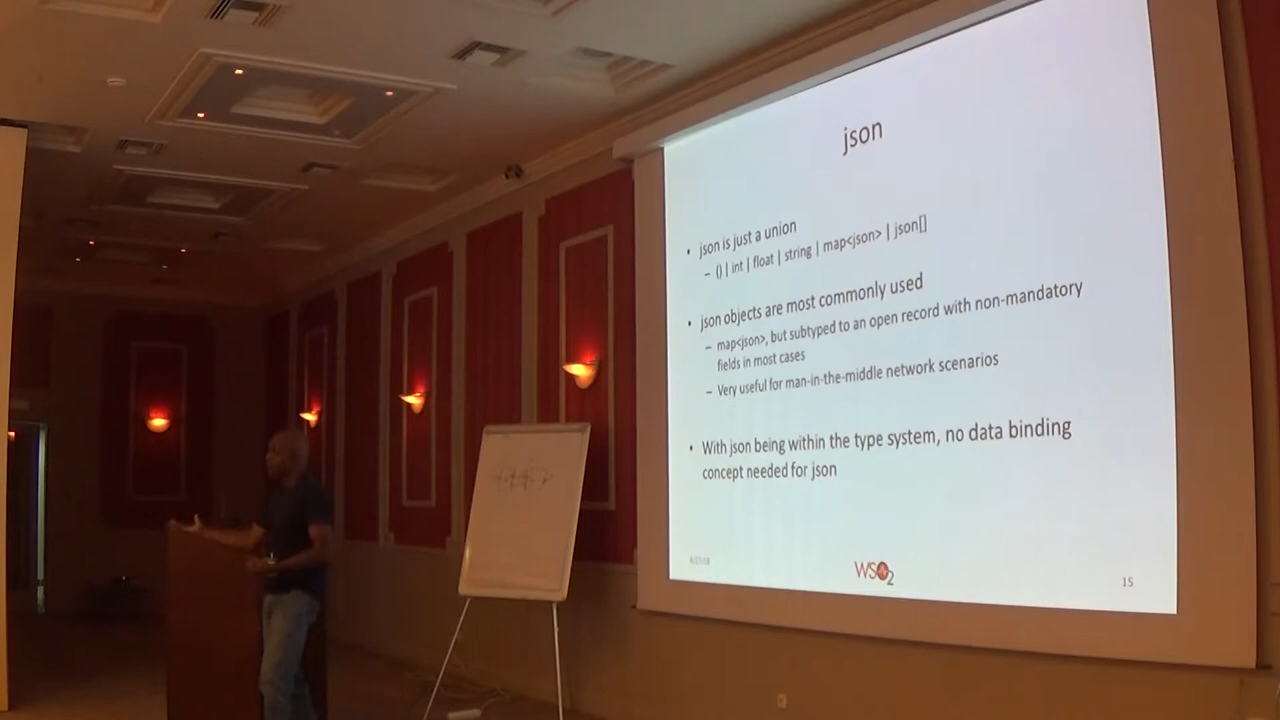 json
• json is just a union
– () | int | float | string | map<json> | json[]
• json objects are most commonly used
– map<json>, but subtyped to an open record with non-mandatory
fields in most cases
– Very useful for man-in-the-middle network scenarios
• With json being within the type system, no data binding
concept needed for json
WSO2
15